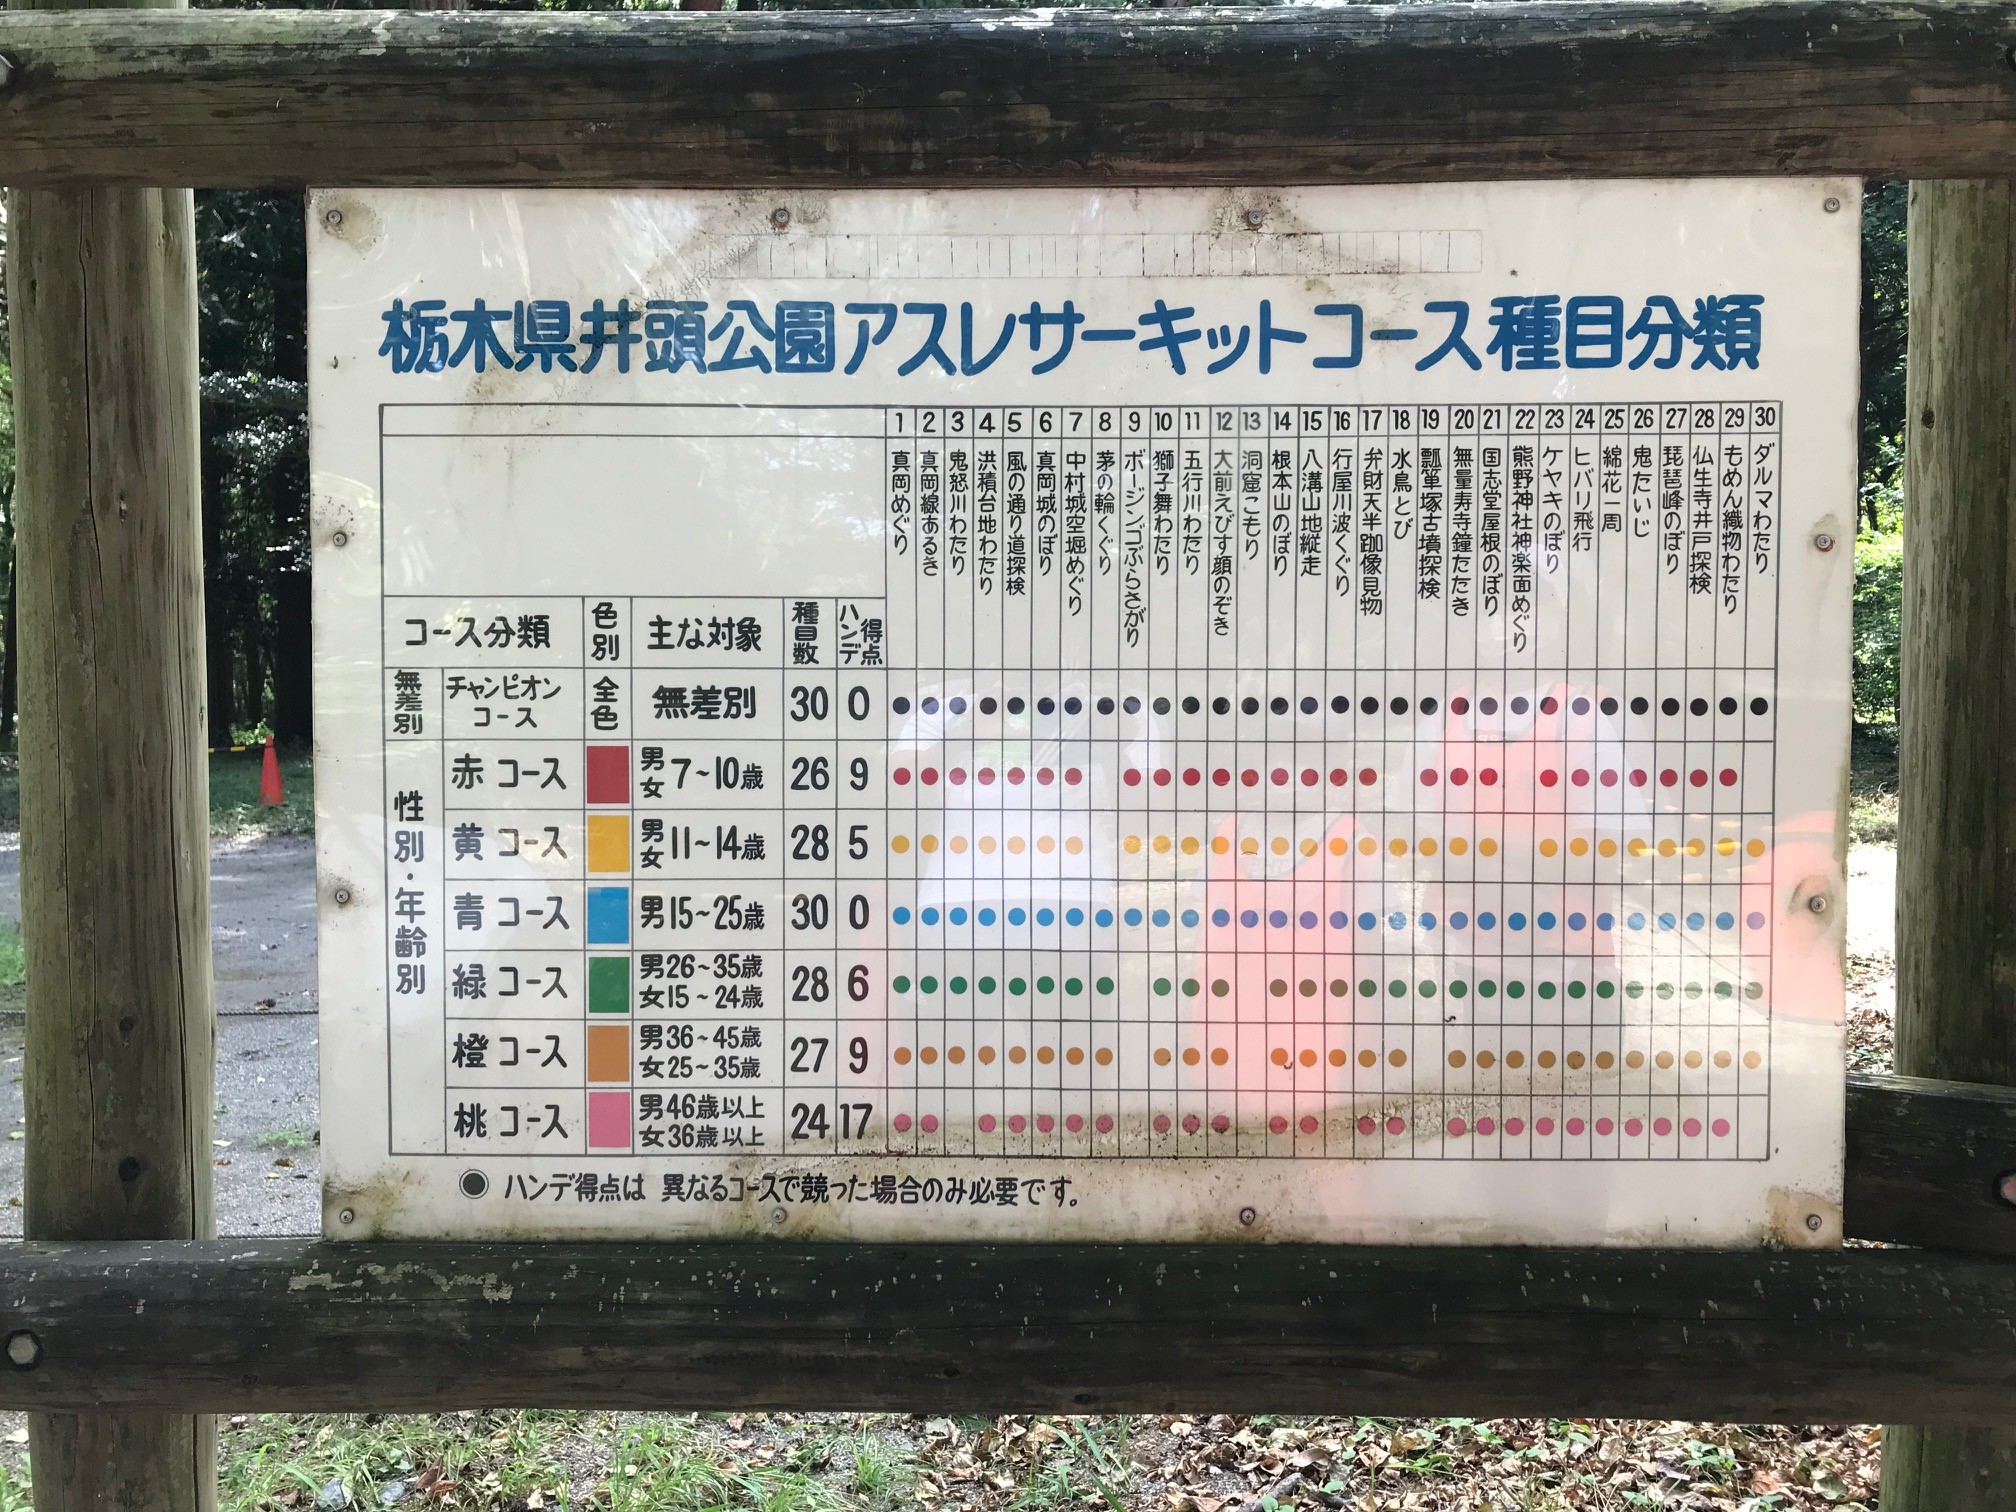 栃木県井頭公園アスレサーキットコース種目分類
1 2 3 4 5 6 7 8 9 10 11 12 13 14 15 16 17 18 19 20 21 22 23 24 25 26 27 28 29 30
真岡めぐり
真岡線あるき
鬼怒川わたり
洪積台地わたり
風の通り道探検
真岡城のぼり
中村城空堀めぐり
茅の輪くぐり
ボージンゴぶらさがり
獅子舞わたり
五行川わたり
大前えびす顔のぞき
洞窟こもり
根本山のぼり
八溝山地縦走
行屋川波くぐり
弁財天半跏像見物
水鳥とび
瓢箪塚古墳探検
無量寿寺鐘たたき
国志堂屋根のぼり
熊野神社神楽面めぐり
ケヤキのぼり
ヒバリ飛行
綿花一周
鬼たいじ
琵琶峰のぼり
仏生寺井戸探検
もめん織物わたり
ダルマわたり
コース分類 色別 主な対象 種目数 ハンデ得点
無差別 チャンピオンコース 全色 無差別 30 0
性別・年齢別
赤コース 男女7~10歳 26 9
黄コース 男女11~14歳 28 5
青コース 男15~25歳 30 0
緑コース 男26~35歳 女15~24歳 28 6
橙コース 男36~45歳 女25~35歳 27 9
桃コース 男46歳以上 女36歳以上 24 17
●ハンデ得点は 異なるコースで競った場合のみ必要です。